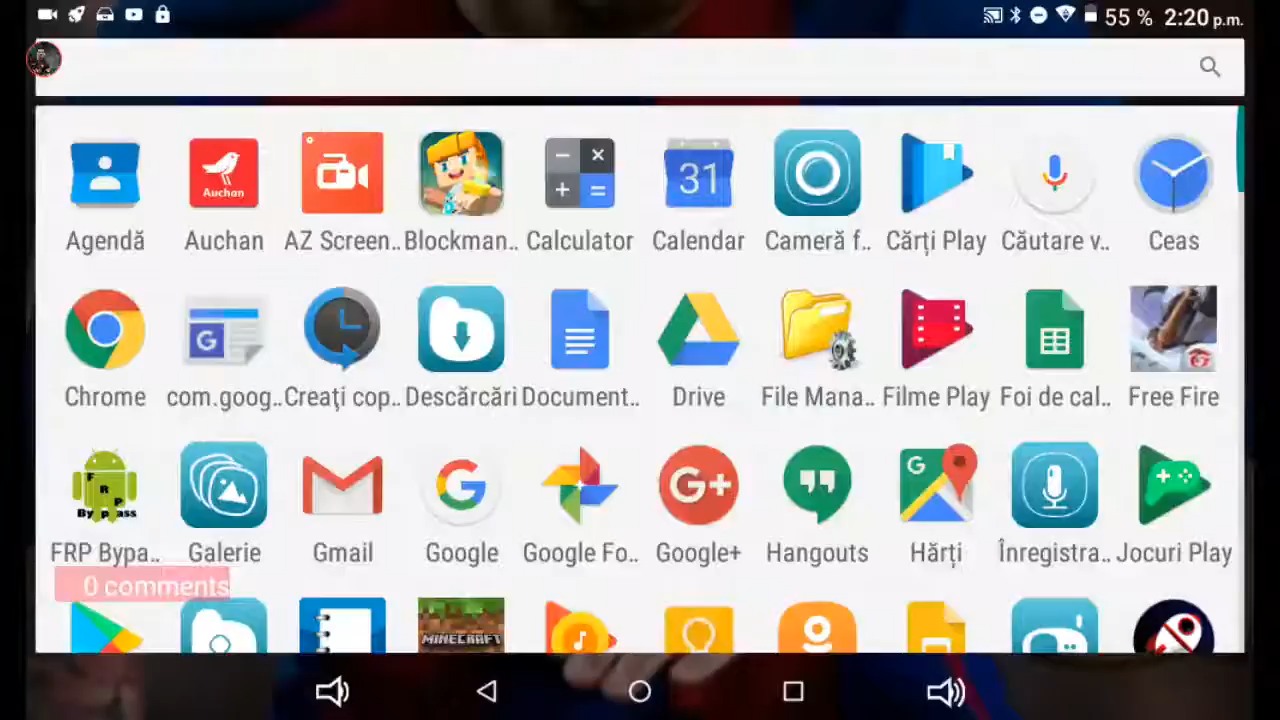 55 % 2:20 p.m.
Auchan
31
Agendă Auchan AZ Screen.. Blockman.. Calculator Calendar Cameră f.. Cărți Play Căutare v.. Ceas
G
Chrome com.goog.. Creați cop.. Descărcări Document.. Drive File Mana.. Filme Play Foi de cal.. Free Fire
F R P
Bypass
G G+ G
FRP Bypa.. Galerie Gmail Google Google Fo.. Google+ Hangouts Hărți Înregistra.. Jocuri Play
0 comments
MINECRAFT